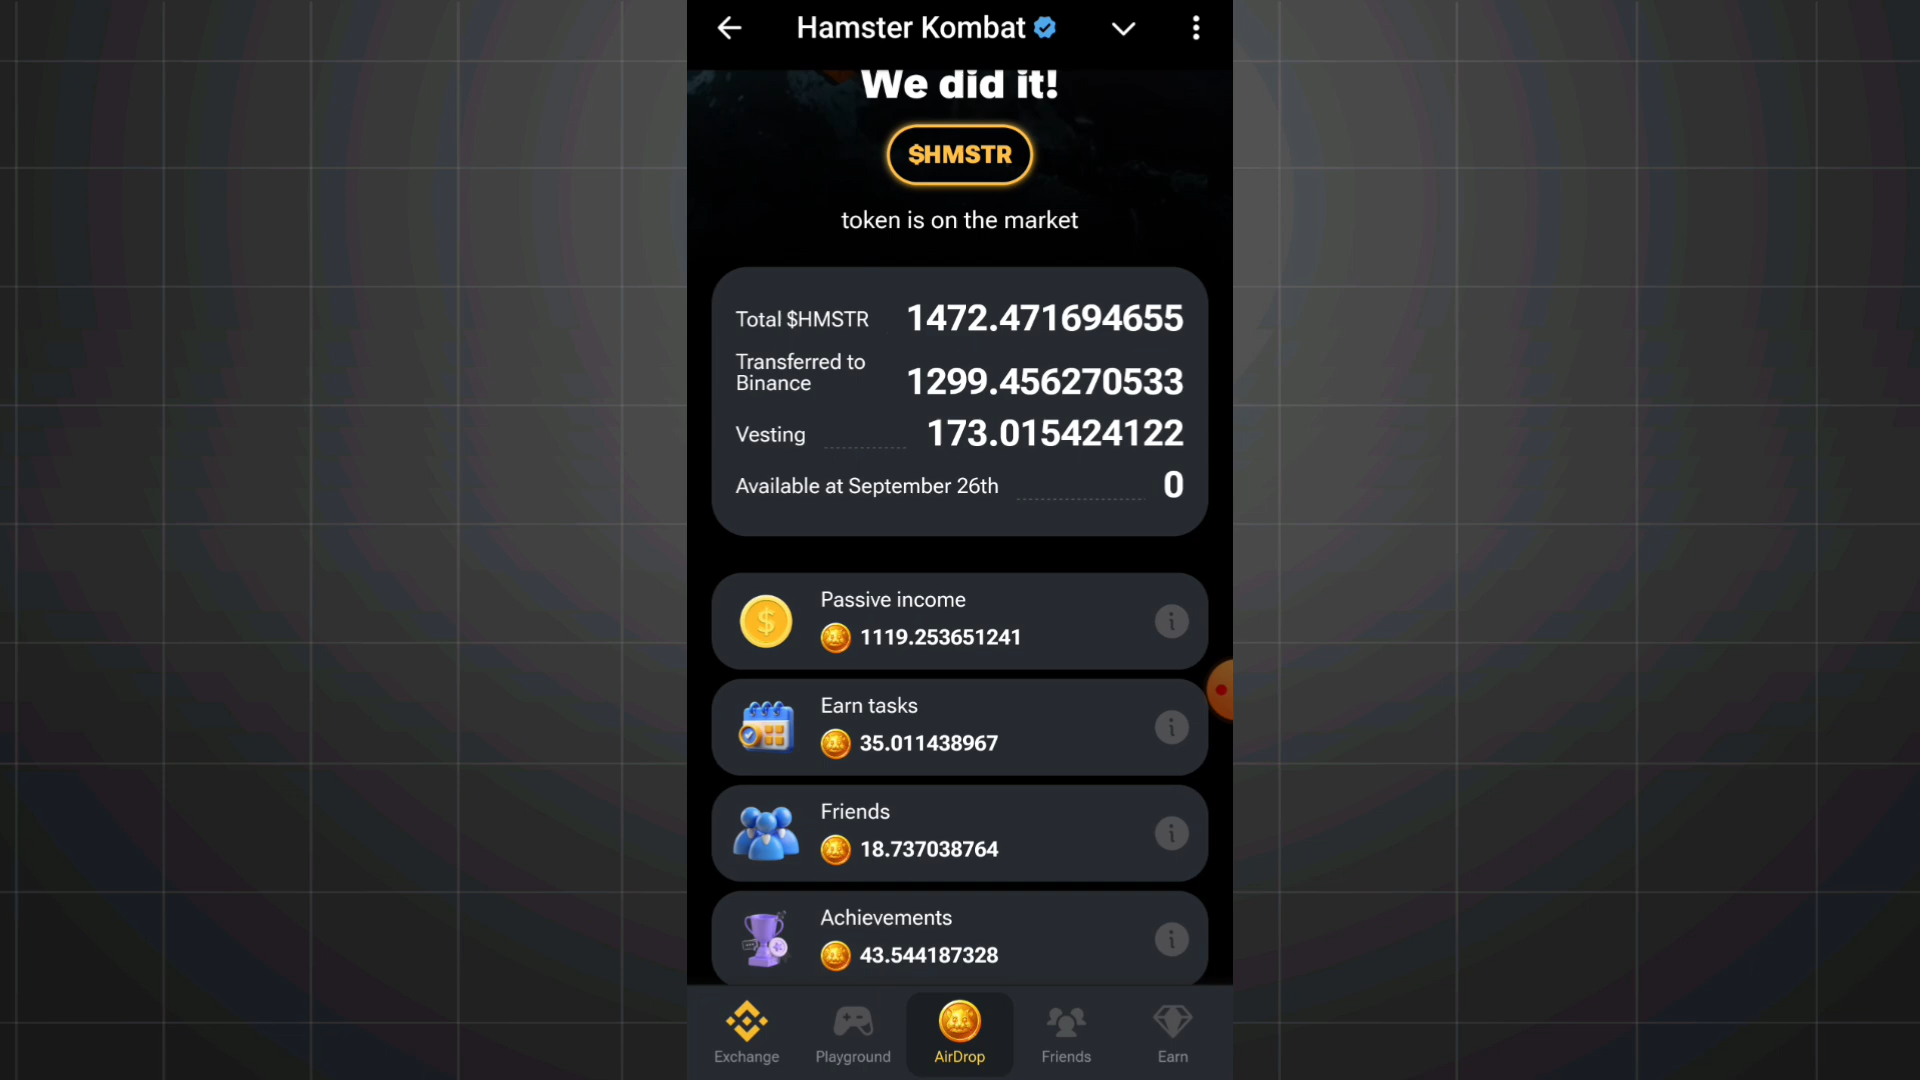 Hamster Kombat
We did it!
$HMSTR
token is on the market
Total $HMSTR 1472.471694655
Transferred to
Binance 1299.456270533
Vesting 173.015424122
Available at September 26th 0
Passive income
1119.253651241
Earn tasks
35.011438967
Friends
18.737038764
Achievements
43.544187328
Exchange Playground AirDrop Friends Earn